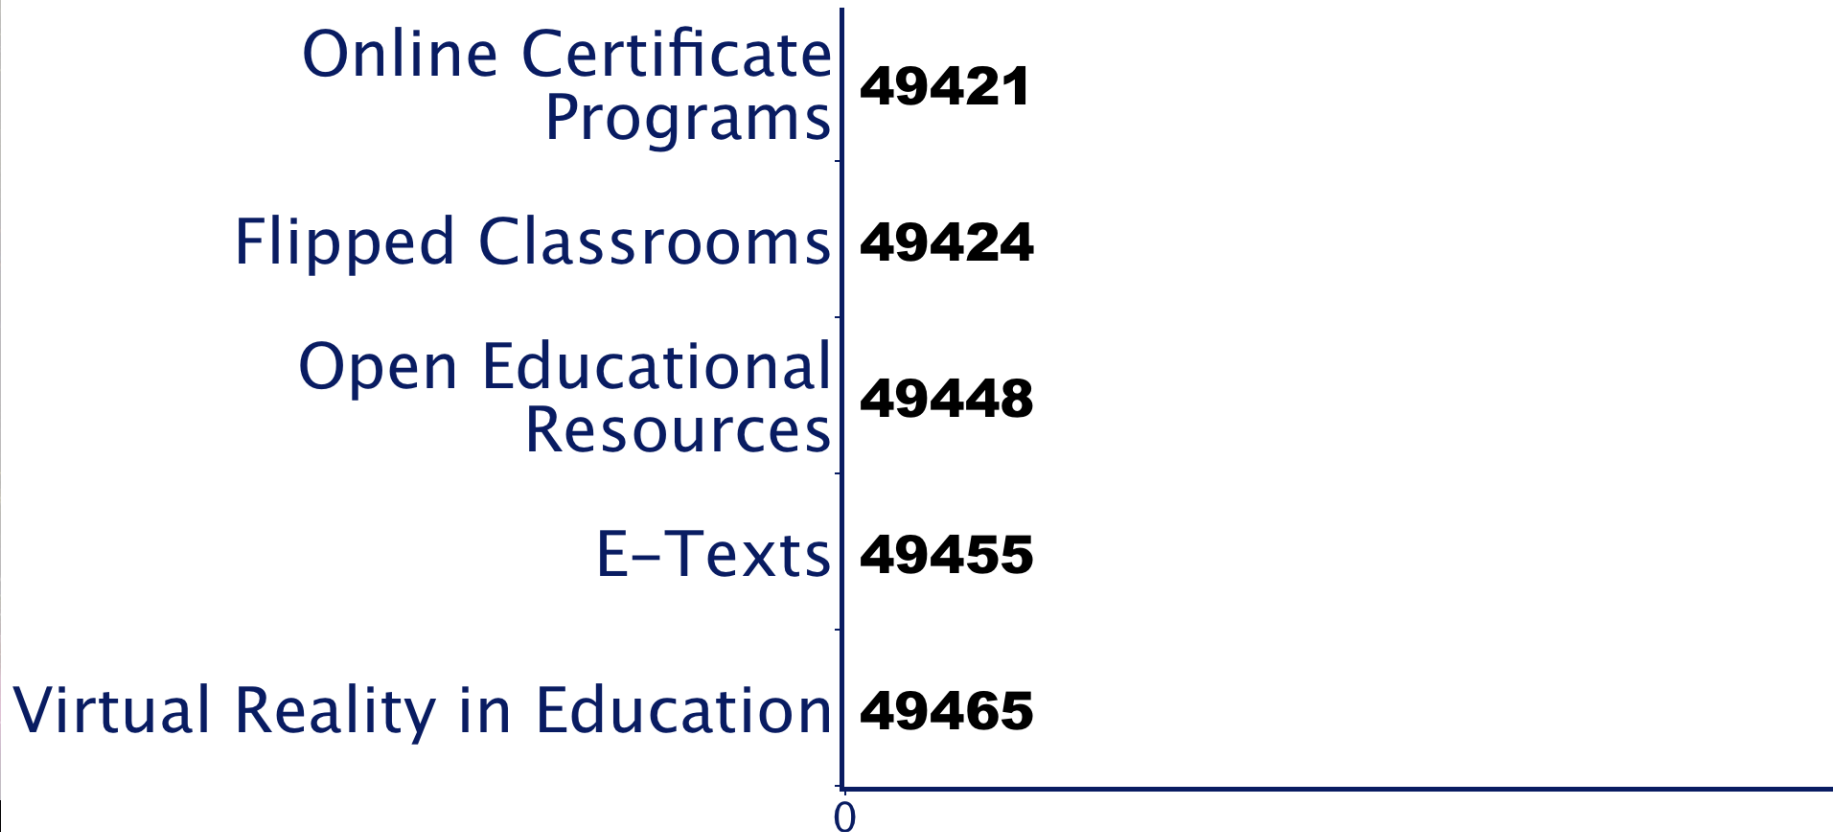 Online Certificate
Programs
49421
Flipped Classrooms
49424
Open Educational
Resources
49448
E-Texts
49455
Virtual Reality in Education
49465
0